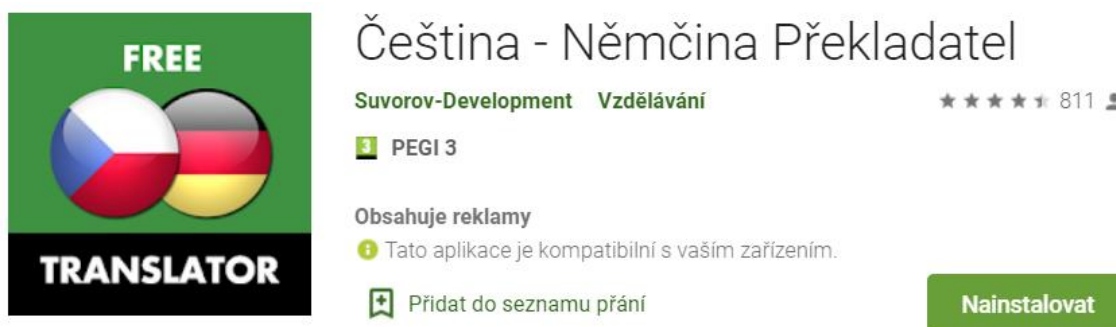 FREE
TRANSLATOR
Čeština - Němčina Překladatel
Suvorov-Development Vzdělávání 811
3 PEGI 3
Obsahuje reklamy
Tato aplikace je kompatibilní s vaším zařízením.
Přidat do seznamu přání
Nainstalovat